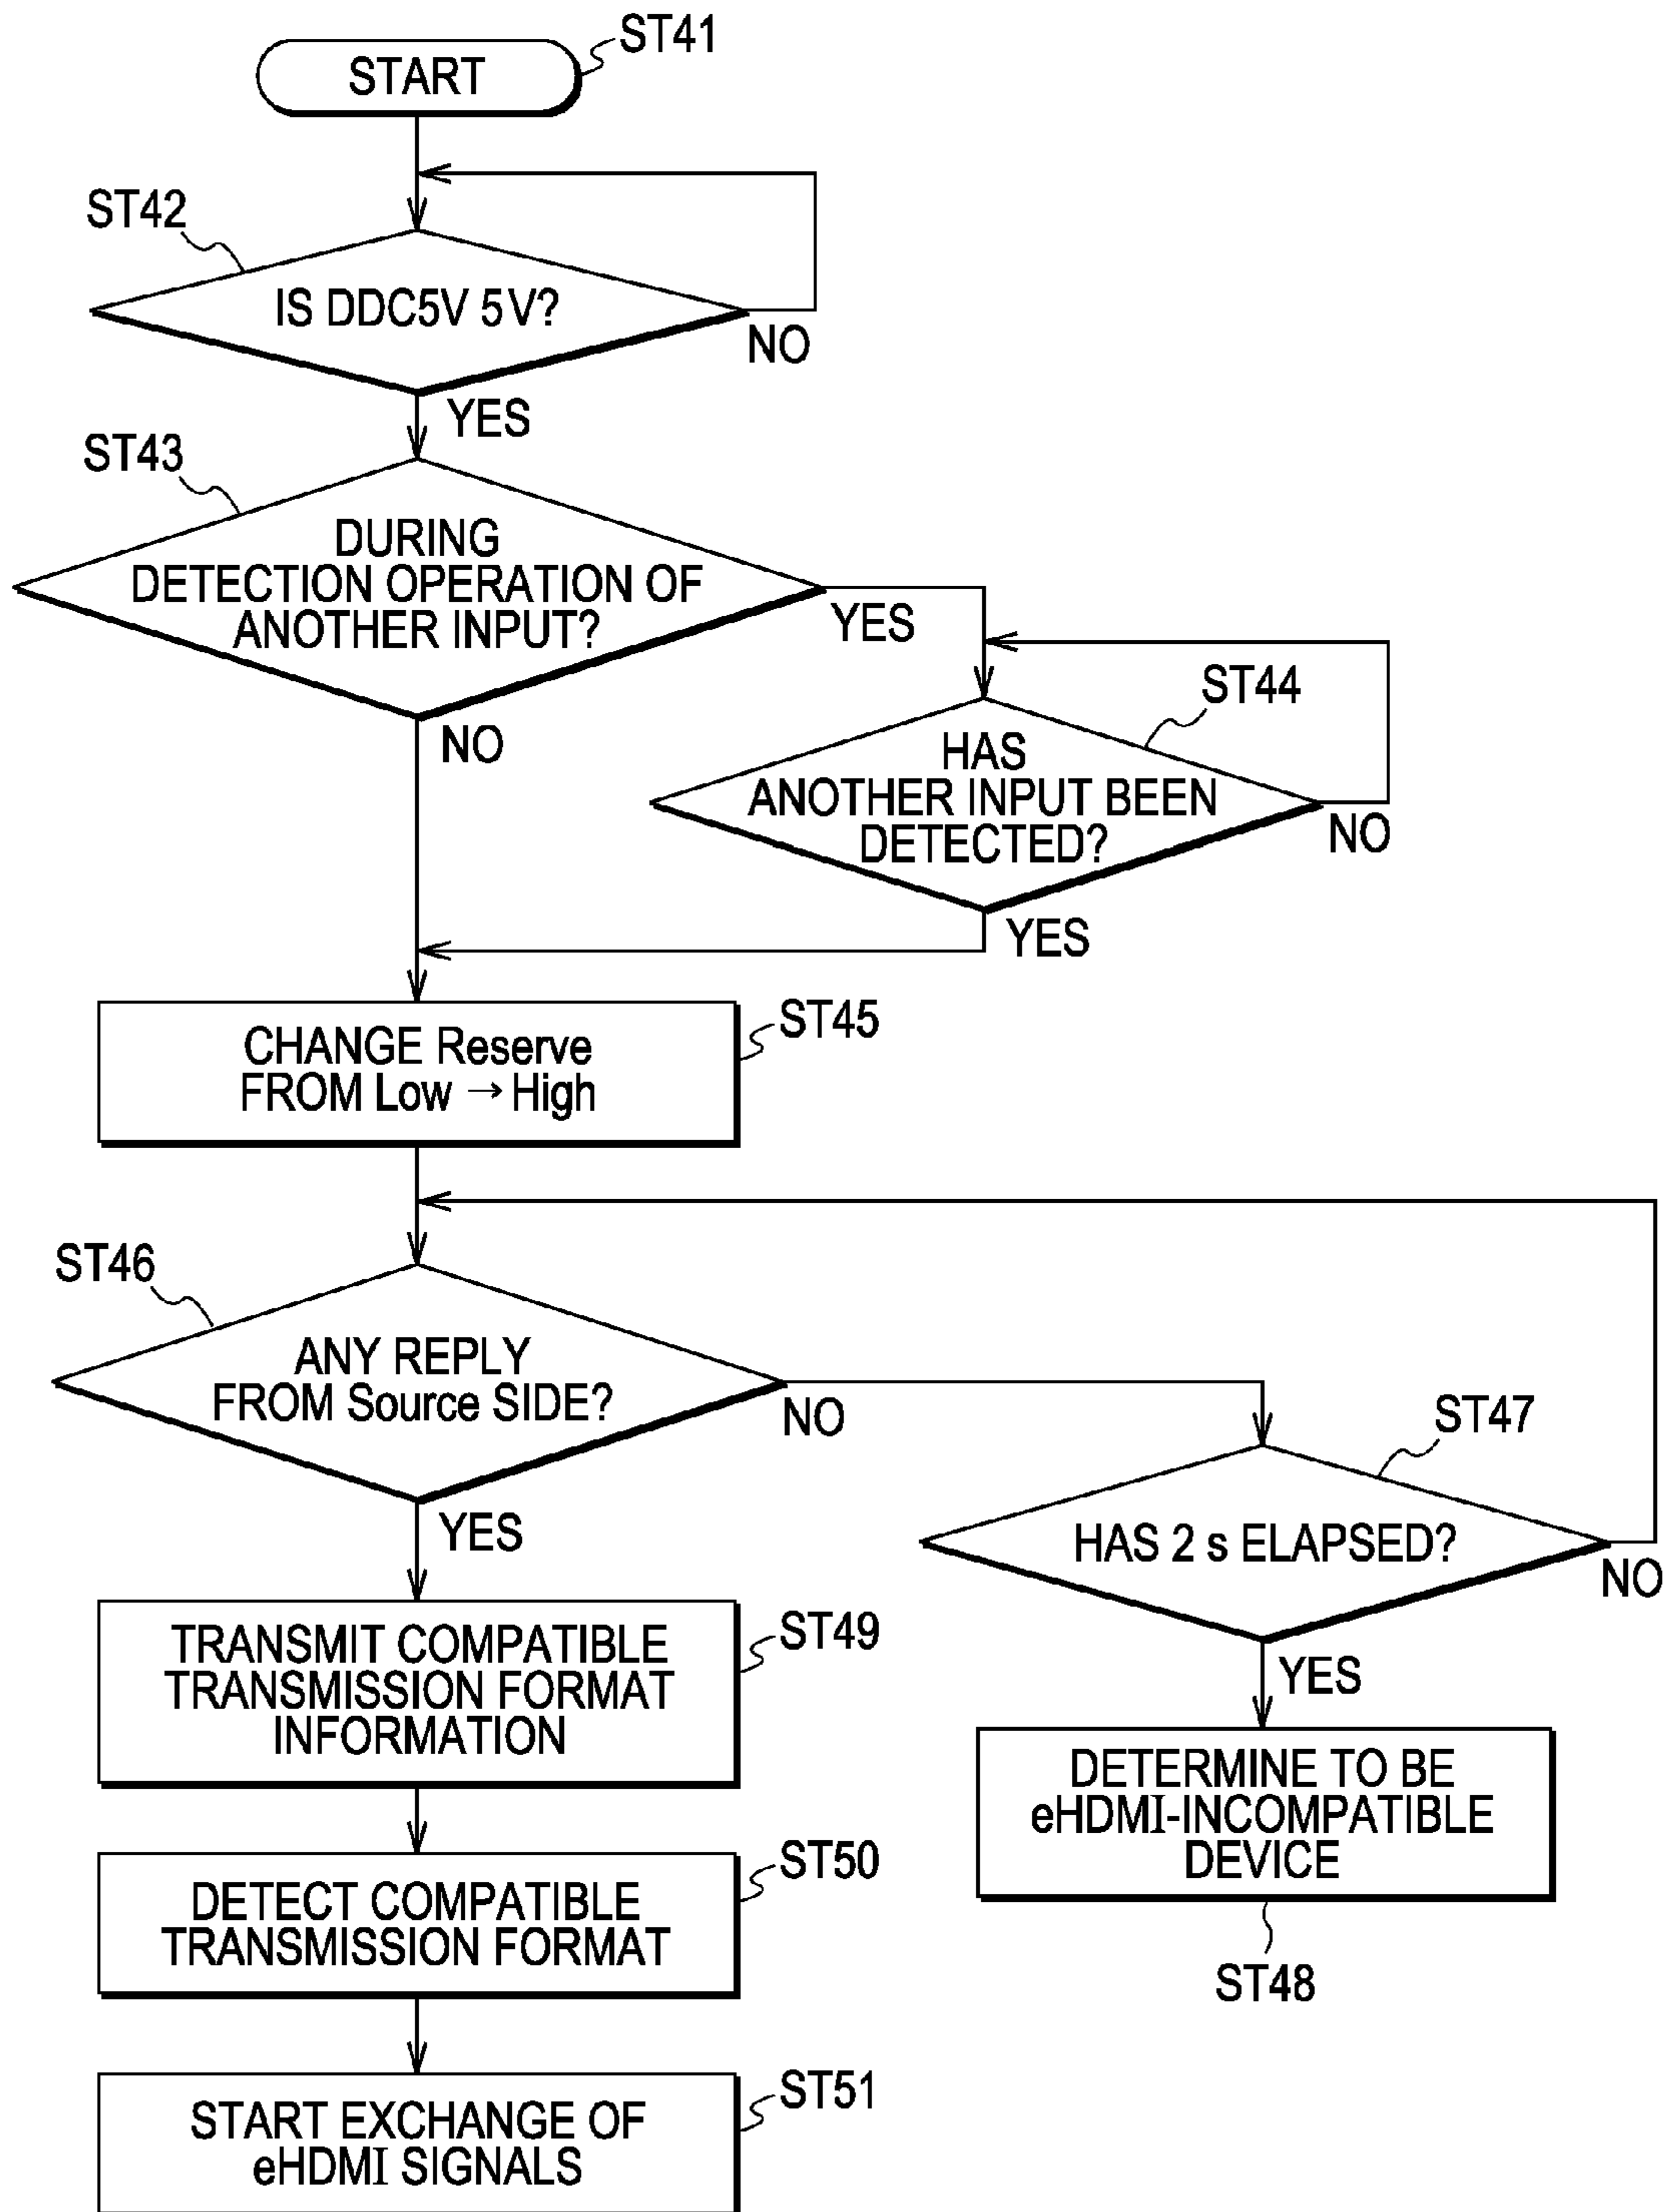 START
ST41
ST42
IS DDC5V 5V?
NO
YES
ST43
DURING
DETECTION OPERATION OF
ANOTHER INPUT?
YES
NO
ST44
HAS
ANOTHER INPUT BEEN
DETECTED?
NO
YES
CHANGE Reserve
FROM Low → High
ST45
ST46
ANY REPLY
FROM Source SIDE?
NO
YES
ST47
HAS 2 s ELAPSED?
NO
YES
TRANSMIT COMPATIBLE
TRANSMISSION FORMAT
INFORMATION
ST49
DETERMINE TO BE
eHDMI-INCOMPATIBLE
DEVICE
ST48
DETECT COMPATIBLE
TRANSMISSION FORMAT
ST50
START EXCHANGE OF
eHDMI SIGNALS
ST51